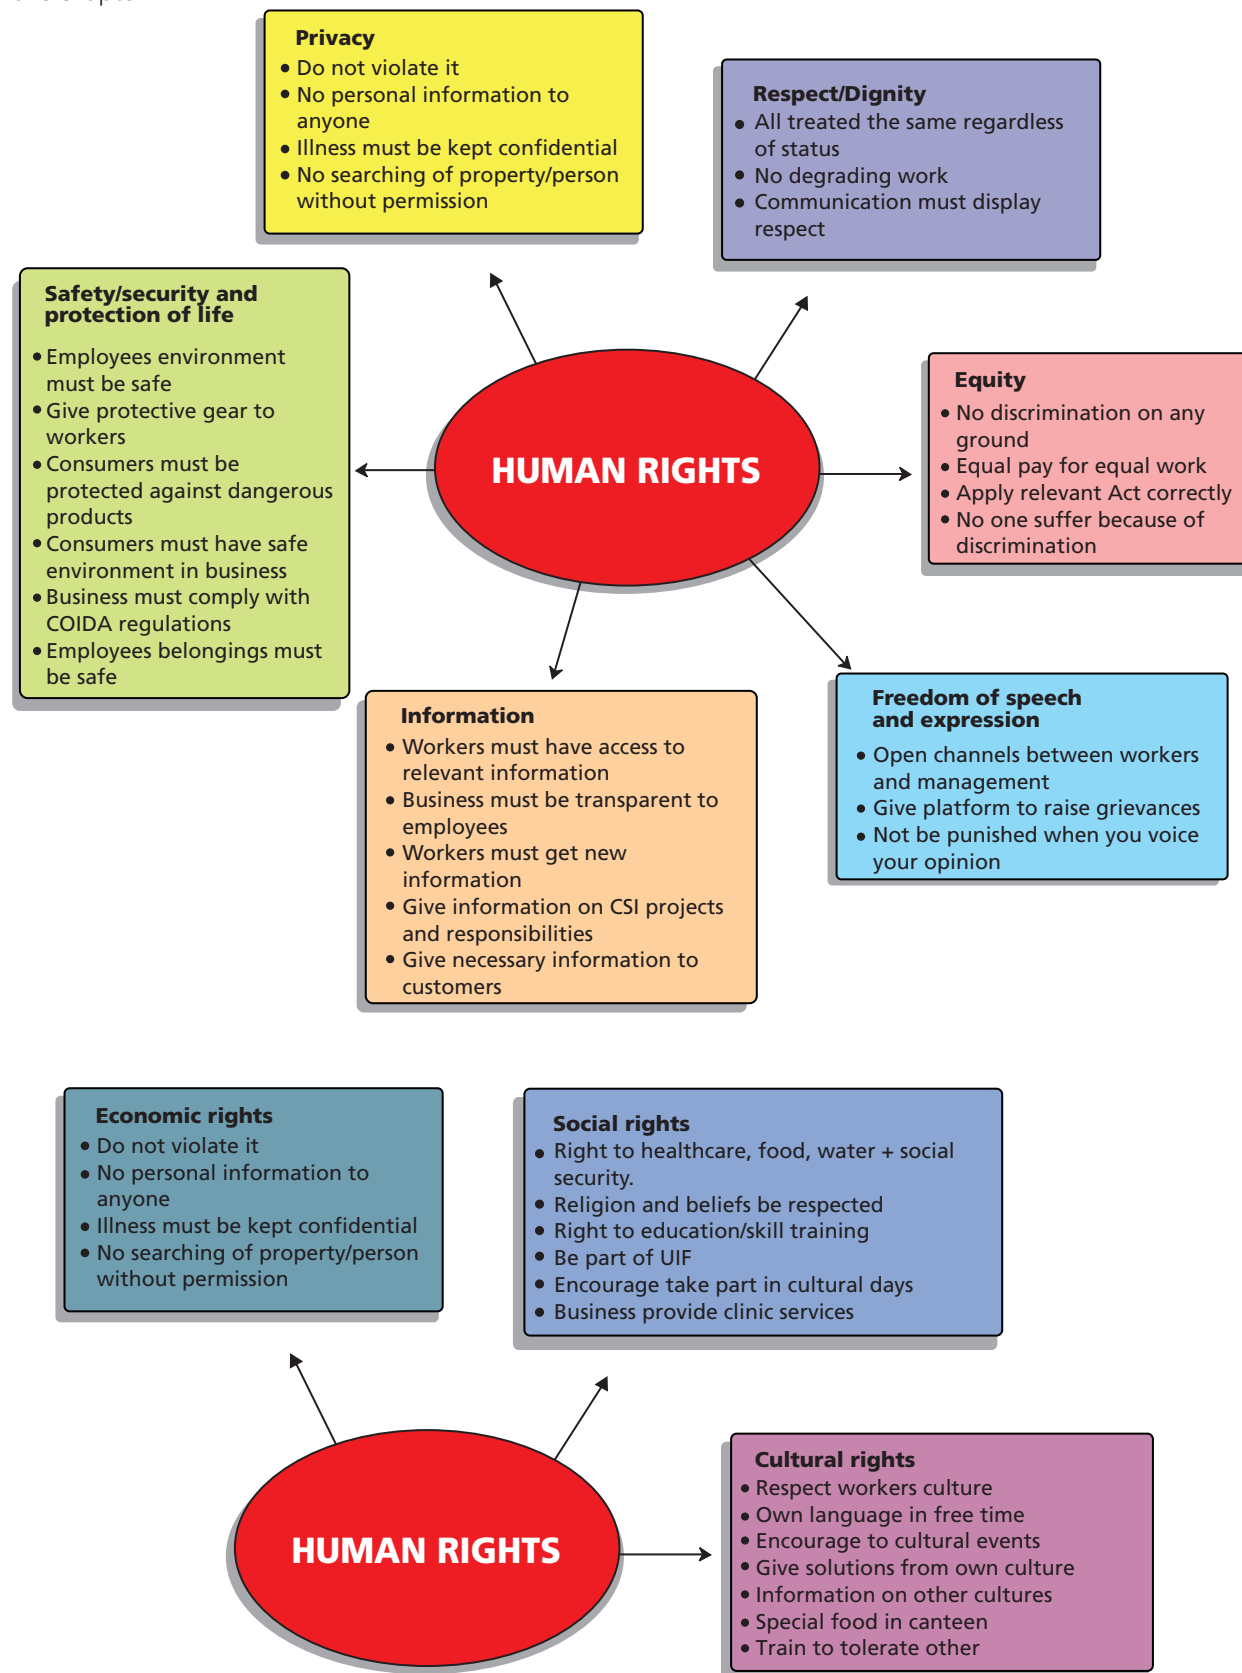 Privacy
• Do not violate it
• No personal information to
anyone
• Illness must be kept confidential
• No searching of property/person
without permission
Respect/Dignity
• All treated the same regardless
of status
• No degrading work
• Communication must display
respect
Safety/security and
protection of life
• Employees environment
must be safe
• Give protective gear to
workers
• Consumers must be
protected against dangerous
products
• Consumers must have safe
environment in business
• Business must comply with
COIDA regulations
• Employees belongings must
be safe
HUMAN RIGHTS
Equity
• No discrimination on any
ground
• Equal pay for equal work
• Apply relevant Act correctly
• No one suffer because of
discrimination
Information
• Workers must have access to
relevant information
• Business must be transparent to
employees
• Workers must get new
information
• Give information on CSI projects
and responsibilities
• Give necessary information to
customers
Freedom of speech
and expression
• Open channels between workers
and management
• Give platform to raise grievances
• Not be punished when you voice
your opinion
Economic rights
• Do not violate it
• No personal information to
anyone
• Illness must be kept confidential
• No searching of property/person
without permission
Social rights
• Right to healthcare, food, water + social
security.
• Religion and beliefs be respected
• Right to education/skill training
• Be part of UIF
• Encourage take part in cultural days
• Business provide clinic services
HUMAN RIGHTS
Cultural rights
• Respect workers culture
• Own language in free time
• Encourage to cultural events
• Give solutions from own culture
• Information on other cultures
• Special food in canteen
• Train to tolerate other